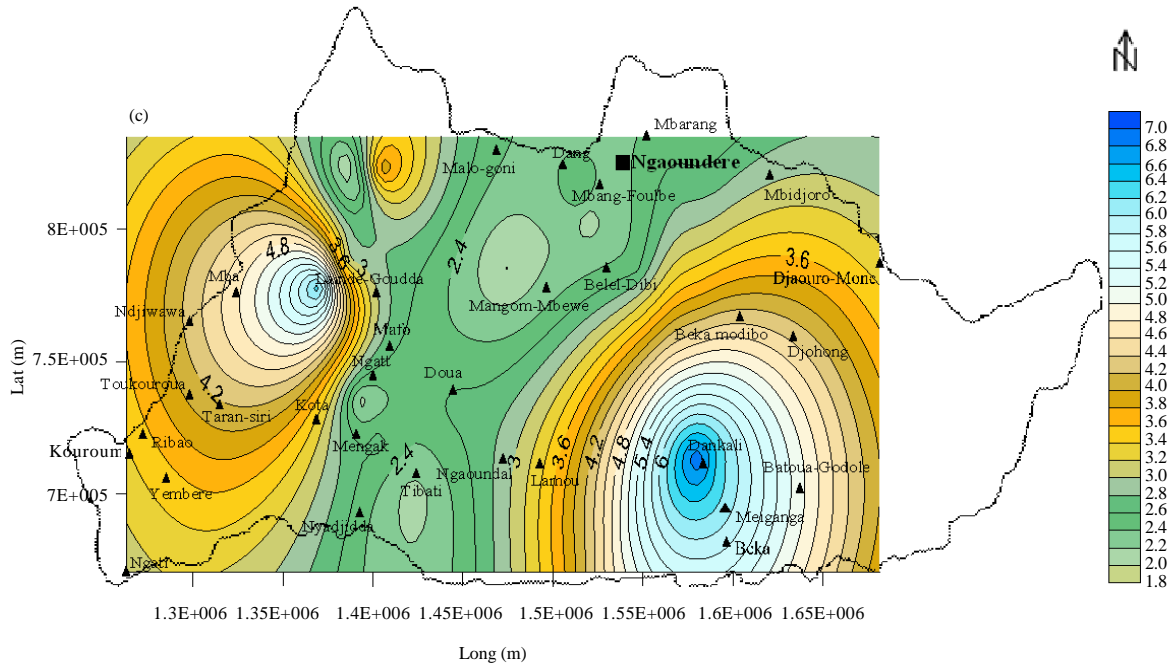 N
(c)
Mbarang
Malo-goni
Dang
Ngaoundere
Mbang-Foulbe
Mbidjoro
8E+005
4.8
3.6
3
2.4
3.6
Mba
Lainde-Goudda
Mangom-Mbewe
Belel-Dibi
Djaouro-Monc
Ndjiwawa
Mafo
Beka modibo
Djohong
7.5E+005
Ngatt
Doua
Toukouroua
4.2
Taran-siri
Kota
Ribao
Mengak
Kouroum
2.4
Ngaoundal
3
3.6
4.2
4.8
5.4
6
Dankali
Batoua-Godole
Yembere
Tibati
Lamou
7E+005
Nyadjidda
Meiganga
Beka
Ngati
Lat (m)
1.3E+006
1.35E+006
1.4E+006
1.45E+006
1.5E+006
1.55E+006
1.6E+006
1.65E+006
Long (m)
7.0
6.6
6.4
6.2
6.0
5.8
5.6
5.4
5.2
5.0
4.8
4.6
4.4
4.2
4.0
3.8
3.6
3.4
3.2
3.0
2.8
2.6
2.4
2.2
2.0
1.8